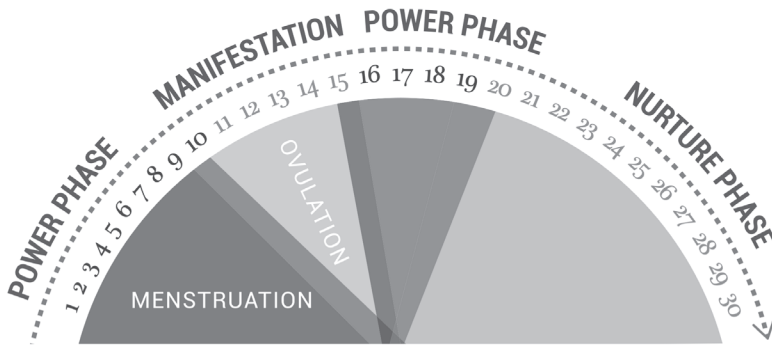 POWER PHASE
MANIFESTATION
POWER PHASE
NURTURE PHASE
1 2 3 4 5 6 7 8 9 10 11 12 13 14 15 16 17 18 19 20 21 22 23 24 25 26 27 28 29 30
OVULATION
MENSTRUATION